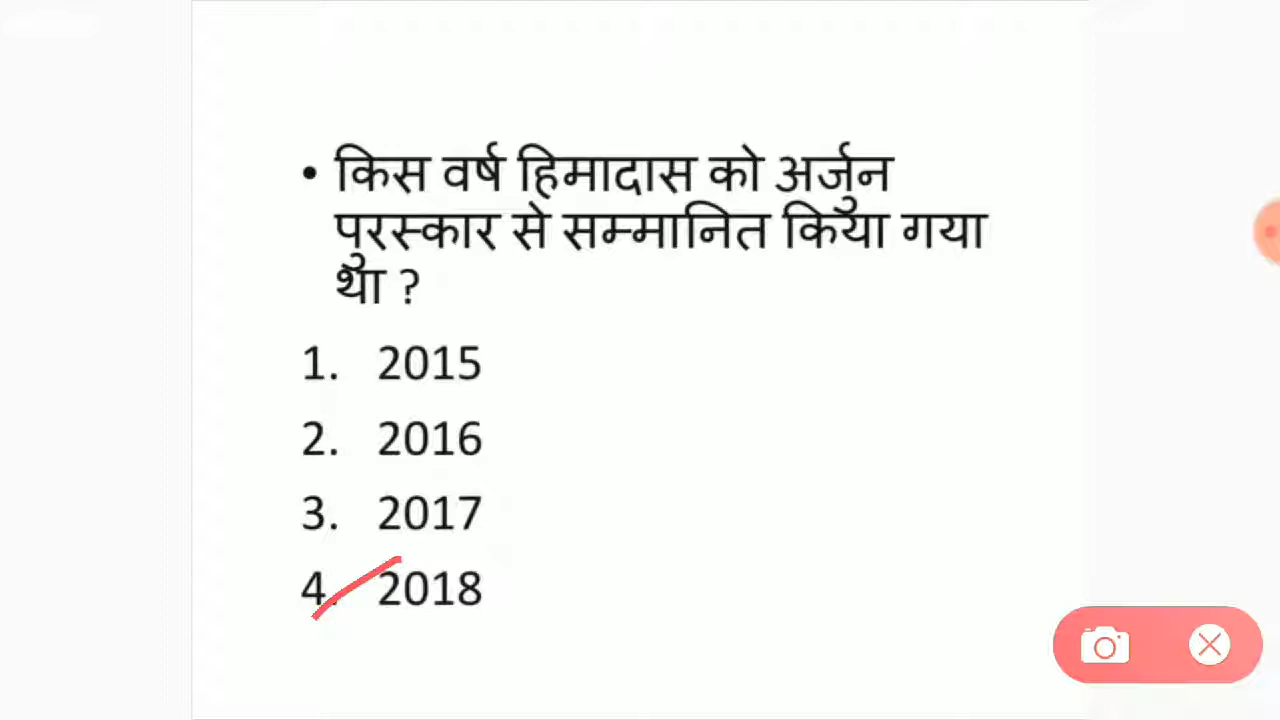 • किस वर्ष हिमादास को अर्जुन
पुरस्कार से सम्मानित किया गया
था ?
1. 2015
2. 2016
3. 2017
4. 2018